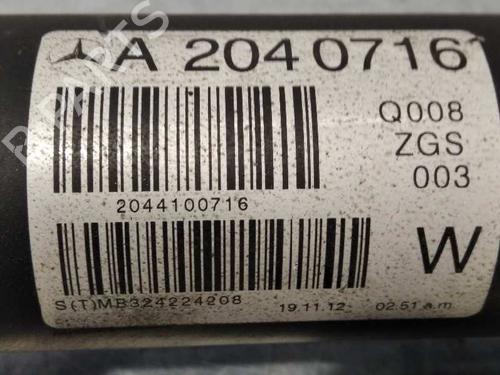 A 2040716
Q008
ZGS
003
2044100716
W
S(T)MB324224208
19.11.12
02:51 a.m.